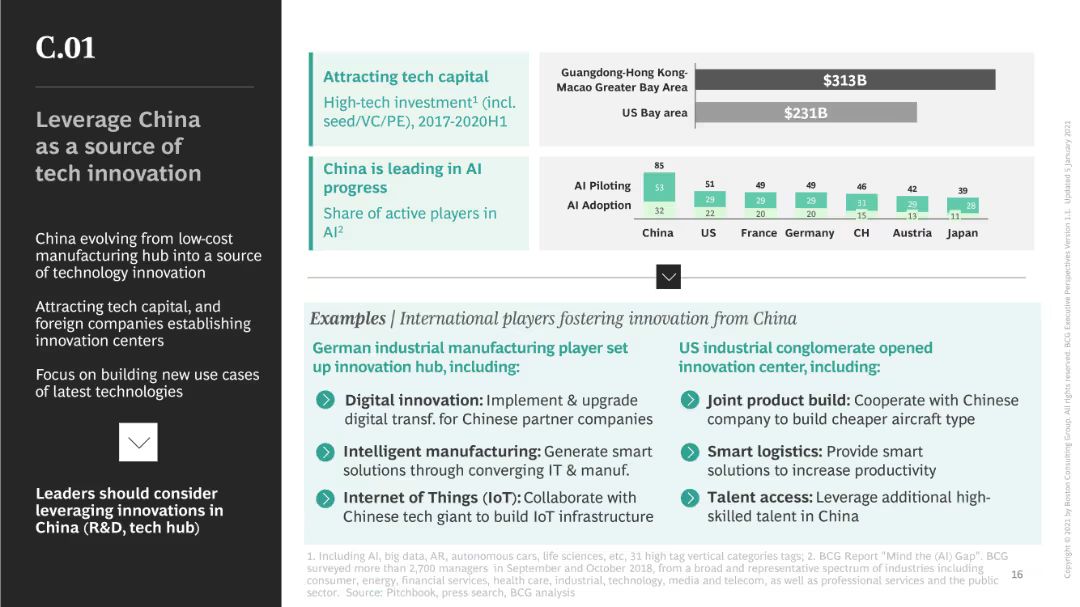 C.01
Leverage China
as a source of
tech innovation
China evolving from low-cost
manufacturing hub into a source
of technology innovation
Attracting tech capital, and
foreign companies establishing
innovation centers
Focus on building new use cases
of latest technologies
Leaders should consider
leveraging innovations in
China (R&D, tech hub)
Attracting tech capital
High-tech investment¹ (incl.
seed/VC/PE), 2017-2020H1
Guangdong-Hong Kong-
Macao Greater Bay Area
$313B
US Bay area
$231B
China is leading in AI
progress
Share of active players in
AI²
85 51 49 49 46 42 39
AI Piloting 53 29 29 29 31 29 28
AI Adoption 32 22 20 20 15 13 11
China US France Germany CH Austria Japan
Examples | International players fostering innovation from China
German industrial manufacturing player set
up innovation hub, including:
Digital innovation: Implement & upgrade
digital transf. for Chinese partner companies
Intelligent manufacturing: Generate smart
solutions through converging IT & manuf.
Internet of Things (IoT): Collaborate with
Chinese tech giant to build IoT infrastructure
US industrial conglomerate opened
innovation center, including:
Joint product build: Cooperate with Chinese
company to build cheaper aircraft type
Smart logistics: Provide smart
solutions to increase productivity
Talent access: Leverage additional high-
skilled talent in China
1. Including AI, big data, AR, autonomous cars, life sciences, etc, 31 high tag vertical categories tags; 2. BCG Report "Mind the (AI) Gap". BCG
surveyed more than 2,700 managers in September and October 2018, from a broad and representative spectrum of industries including
consumer, energy, financial services, health care, industrial, technology, media and telecom, as well as professional services and the public
sector. Source: Pitchbook, press search, BCG analysis
16
Copyright © 2021 by Boston Consulting Group. All rights reserved. BCG Executive Perspectives Version 1.1. Updated 5 January 2021